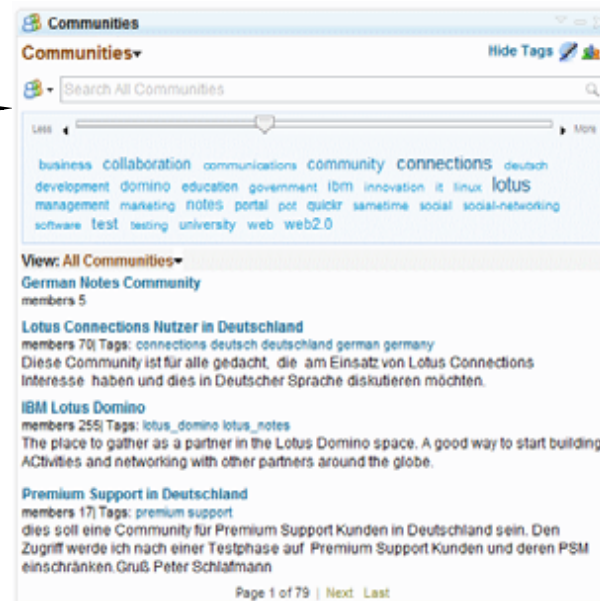 Communities
Communities Hide Tags
Search All Communities
Less More
business collaboration communications community connections deutsch
development domino education government ibm innovation it linux lotus
management marketing notes portal pot quickr sametime social social-networking
software test testing university web web2.0
View: All Communities
German Notes Community
members 5
Lotus Connections Nutzer in Deutschland
members 70| Tags: connections deutsch deutschland german germany
Diese Community ist für alle gedacht, die am Einsatz von Lotus Connections
Interesse haben und dies in Deutscher Sprache diskutieren möchten.
IBM Lotus Domino
members 255| Tags: lotus_domino lotus_notes
The place to gather as a partner in the Lotus Domino space. A good way to start building
ACtivities and networking with other partners around the globe.
Premium Support in Deutschland
members 17| Tags: premium support
dies soll eine Community für Premium Support Kunden in Deutschland sein. Den
Zugriff werde ich nach einer Testphase auf Premium Support Kunden und deren PSM
einschränken.Gruß Peter Schlafmann
Page 1 of 79 | Next Last